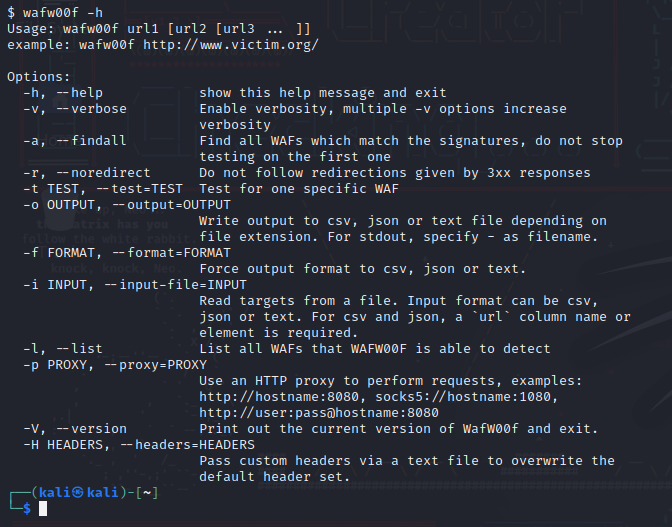 $ wafw00f -h
Usage: wafw00f url1 [url2 [url3 ... ]]
example: wafw00f http://www.victim.org/
Options:
-h, --help show this help message and exit
-v, --verbose Enable verbosity, multiple -v options increase
verbosity
-a, --findall Find all WAFs which match the signatures, do not stop
testing on the first one
-r, --noredirect Do not follow redirections given by 3xx responses
-t TEST, --test=TEST Test for one specific WAF
-o OUTPUT, --output=OUTPUT
Write output to csv, json or text file depending on
file extension. For stdout, specify - as filename.
-f FORMAT, --format=FORMAT
Force output format to csv, json or text.
-i INPUT, --input-file=INPUT
Read targets from a file. Input format can be csv,
json or text. For csv and json, a `url` column name or
element is required.
-l, --list List all WAFs that WAFW00F is able to detect
-p PROXY, --proxy=PROXY
Use an HTTP proxy to perform requests, examples:
http://hostname:8080, socks5://hostname:1080,
http://user:pass@hostname:8080
-V, --version Print out the current version of WafW00f and exit.
-H HEADERS, --headers=HEADERS
Pass custom headers via a text file to overwrite the
default header set.
┌──(kali㉿kali)-[~]
└─$